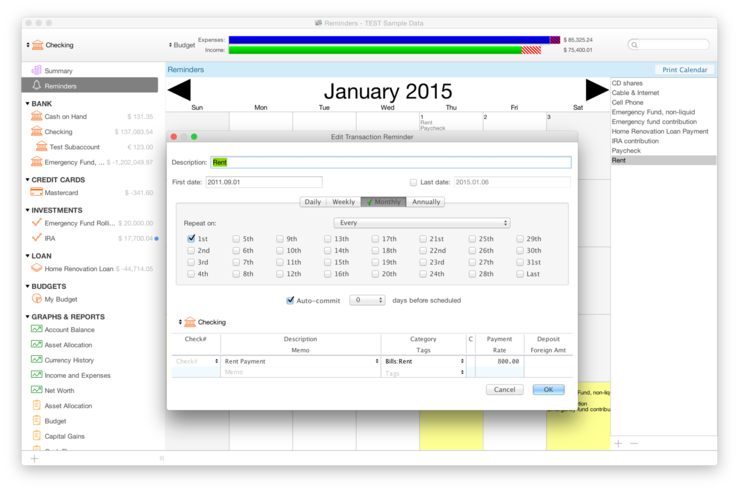 Reminders - TEST Sample Data
Checking
Budget
Expenses:
$ 85,325.24
Income:
$ 75,400.01
Summary
Reminders
BANK
Cash on Hand $ 131.35
Checking $ 137,083.54
Test Subaccount € 123.00
Emergency Fund, ... $ -1,202,049.97
CREDIT CARDS
Mastercard $ -341.60
INVESTMENTS
Emergency Fund Rolli... $ 20,000.00
IRA $ 17,700.04
LOAN
Home Renovation Loan $ -44,714.05
BUDGETS
My Budget
GRAPHS & REPORTS
Account Balance
Asset Allocation
Currency History
Income and Expenses
Net Worth
Asset Allocation
Budget
Capital Gains
Reminders
Print Calendar
January 2015
Sun Mon Tue Wed Thu Fri Sat
1 2 3
Rent
Paycheck
CD shares
Cable & Internet
Cell Phone
Emergency Fund, non-liquid
Emergency fund contribution
Home Renovation Loan Payment
IRA contribution
Paycheck
Rent
Edit Transaction Reminder
Description: Rent
First date: 2011.09.01
Last date: 2015.01.06
Daily Weekly Monthly Annually
Repeat on: Every
1st 5th 9th 13th 17th 21st 25th 29th
2nd 6th 10th 14th 18th 22nd 26th 30th
3rd 7th 11th 15th 19th 23rd 27th 31st
4th 8th 12th 16th 20th 24th 28th Last
Auto-commit 0 days before scheduled
Checking
Check# Description Category C Payment Deposit
Memo Tags Rate Foreign Amt
Check# Rent Payment Bills:Rent 800.00
Memo Tags
Cancel OK
Fund, non-liq
ution
Emergency fund contribu